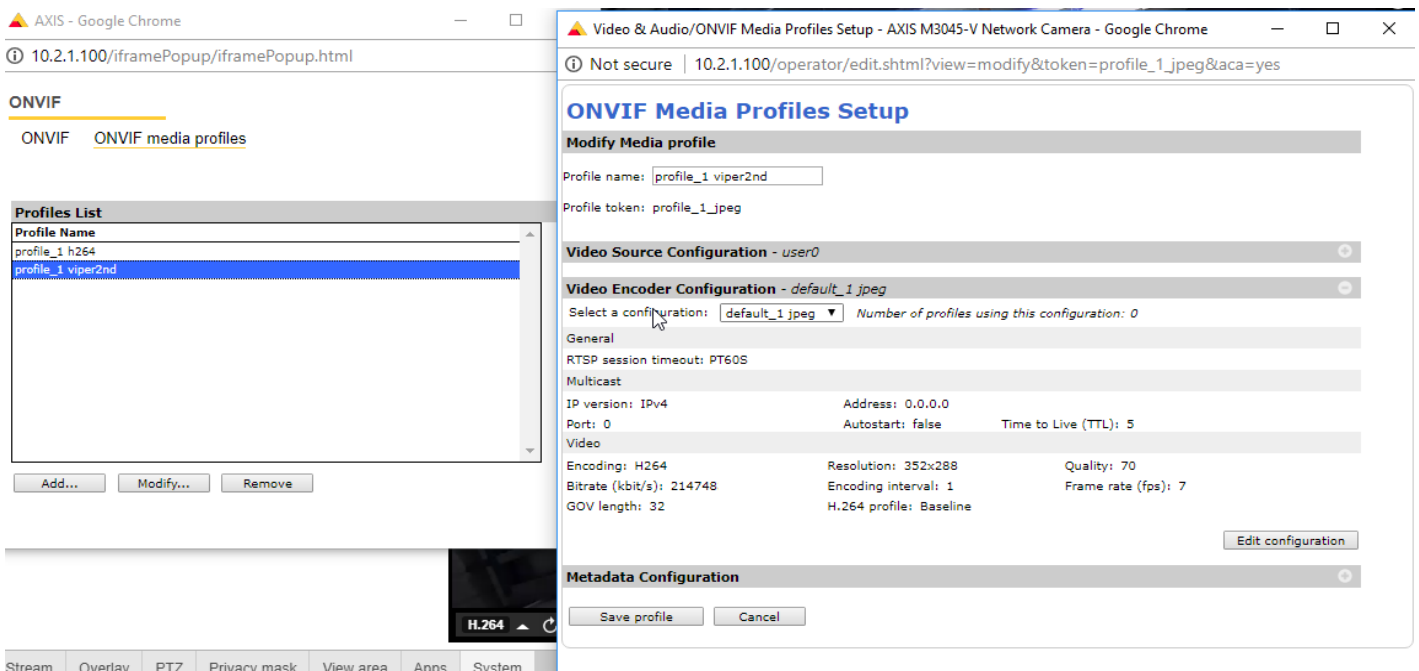 AXIS - Google Chrome
10.2.1.100/iframePopup/iframePopup.html
ONVIF
ONVIF ONVIF media profiles
Profiles List
Profile Name
profile_1 h264
profile_1 viper2nd
Add... Modify... Remove
H.264
Stream Overlay PTZ Privacy mask View area Apps System
Video & Audio/ONVIF Media Profiles Setup - AXIS M3045-V Network Camera - Google Chrome
Not secure 10.2.1.100/operator/edit.shtml?view=modify&token=profile_1_jpeg&aca=yes
ONVIF Media Profiles Setup
Modify Media profile
Profile name: profile_1 viper2nd
Profile token: profile_1_jpeg
Video Source Configuration - user0
Video Encoder Configuration - default_1 jpeg
Select a configuration: default_1 jpeg Number of profiles using this configuration: 0
General
RTSP session timeout: PT60S
Multicast
IP version: IPv4 Address: 0.0.0.0
Port: 0 Autostart: false Time to Live (TTL): 5
Video
Encoding: H264 Resolution: 352x288 Quality: 70
Bitrate (kbit/s): 214748 Encoding interval: 1 Frame rate (fps): 7
GOV length: 32 H.264 profile: Baseline
Edit configuration
Metadata Configuration
Save profile Cancel